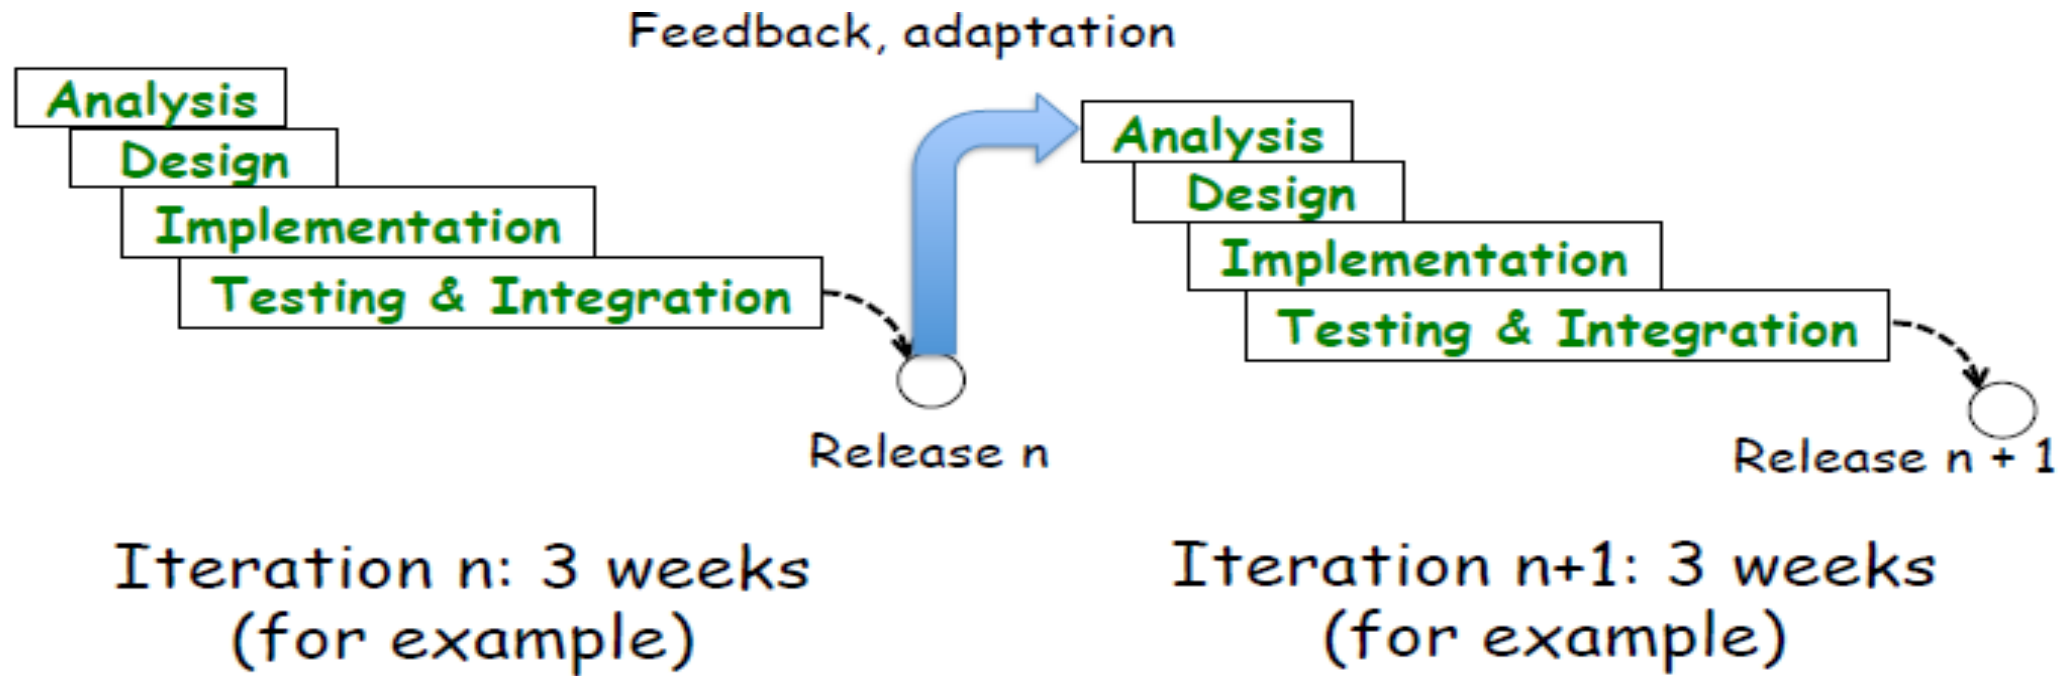 Feedback, adaptation
Analysis
Design
Implementation
Testing & Integration
Release n
Iteration n: 3 weeks
(for example)
Analysis
Design
Implementation
Testing & Integration
Release n + 1
Iteration n+1: 3 weeks
(for example)